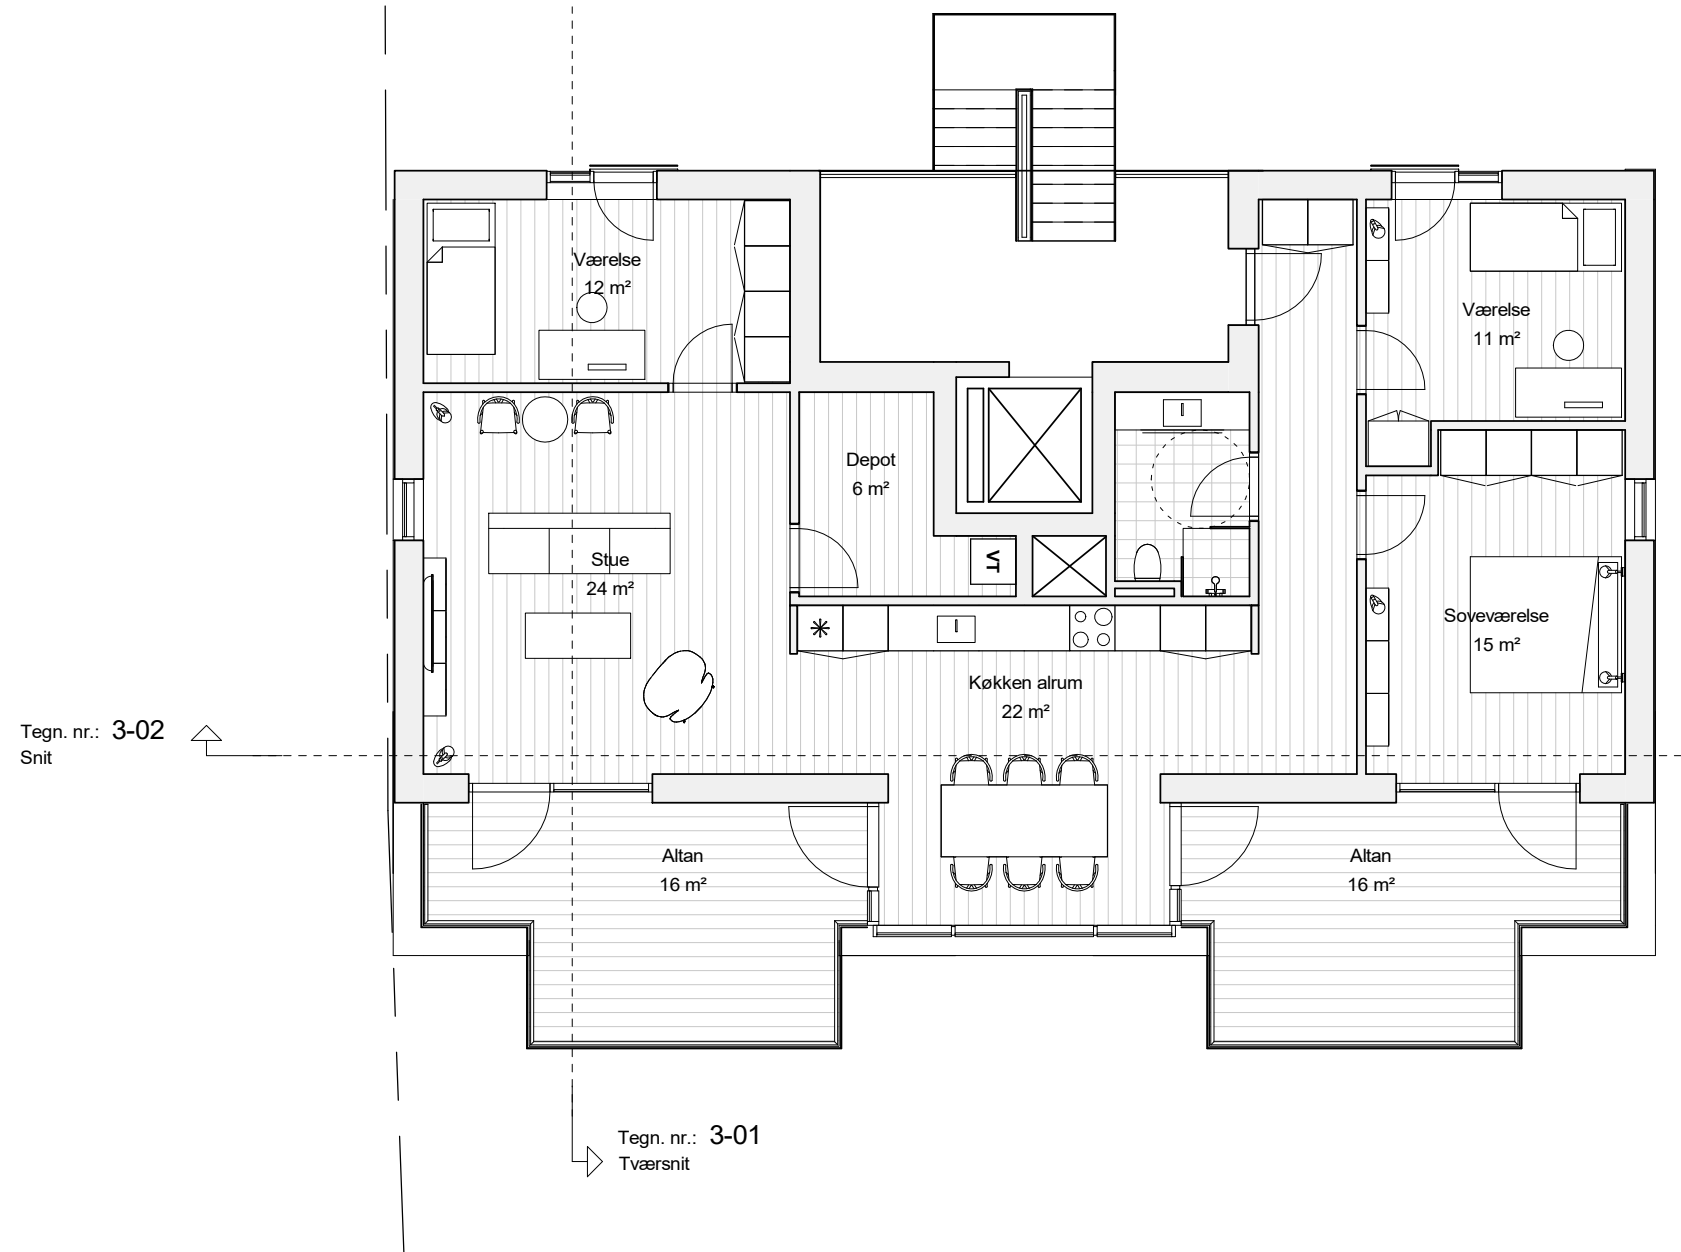 Værelse
12 m²
Værelse
11 m²
Depot
6 m²
VT
Stue
24 m²
Soveværelse
15 m²
Køkken alrum
22 m²
Tegn. nr.: 3-02
Snit
Altan
16 m²
Altan
16 m²
Tegn. nr.: 3-01
Tværsnit